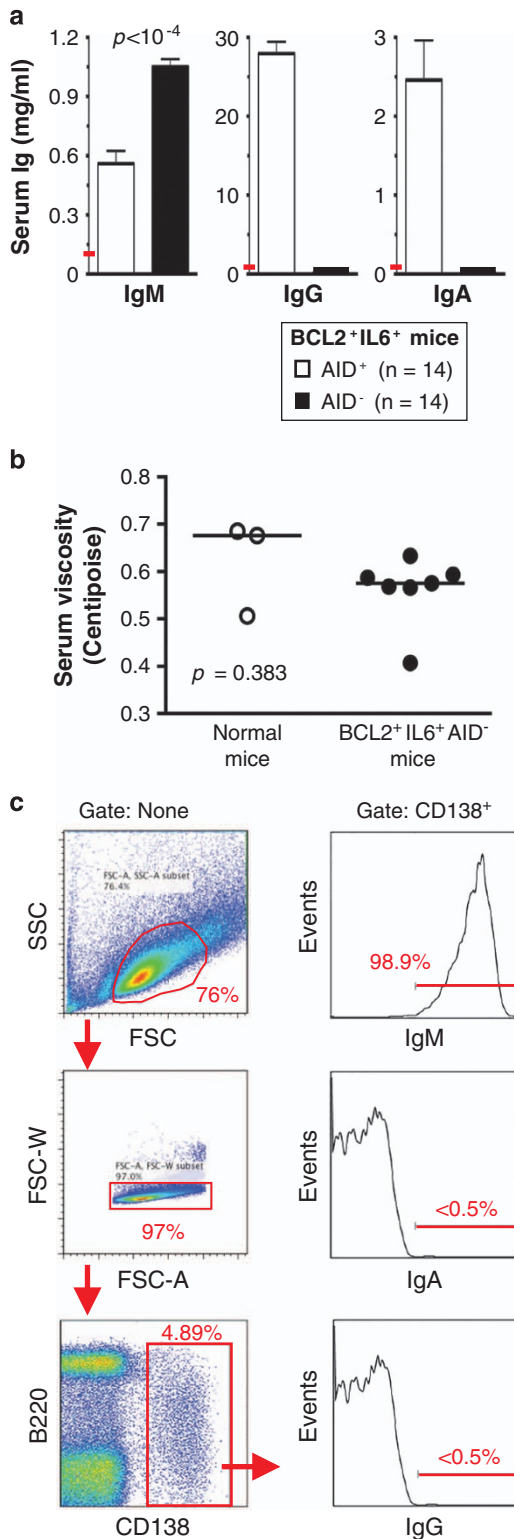 a
Serum Ig (mg/ml)
1.2
0.9
0.6
0.3
0
p<10⁻⁴
IgM
30
20
10
0
IgG
3
2
1
0
IgA
BCL2⁺IL6⁺ mice
AID⁺ (n = 14)
AID⁻ (n = 14)
b
Serum viscosity
(Centipoise)
0.8
0.7
0.6
0.5
0.4
0.3
p = 0.383
Normal
mice
BCL2⁺IL6⁺AID⁻
mice
c
Gate: None
SSC
FSC-A, SSC-A subset
76.4%
76%
FSC
FSC-W
FSC-A, FSC-W subset
97.0%
97%
FSC-A
B220
4.89%
CD138
Gate: CD138⁺
Events
98.9%
IgM
Events
<0.5%
IgA
Events
<0.5%
IgG